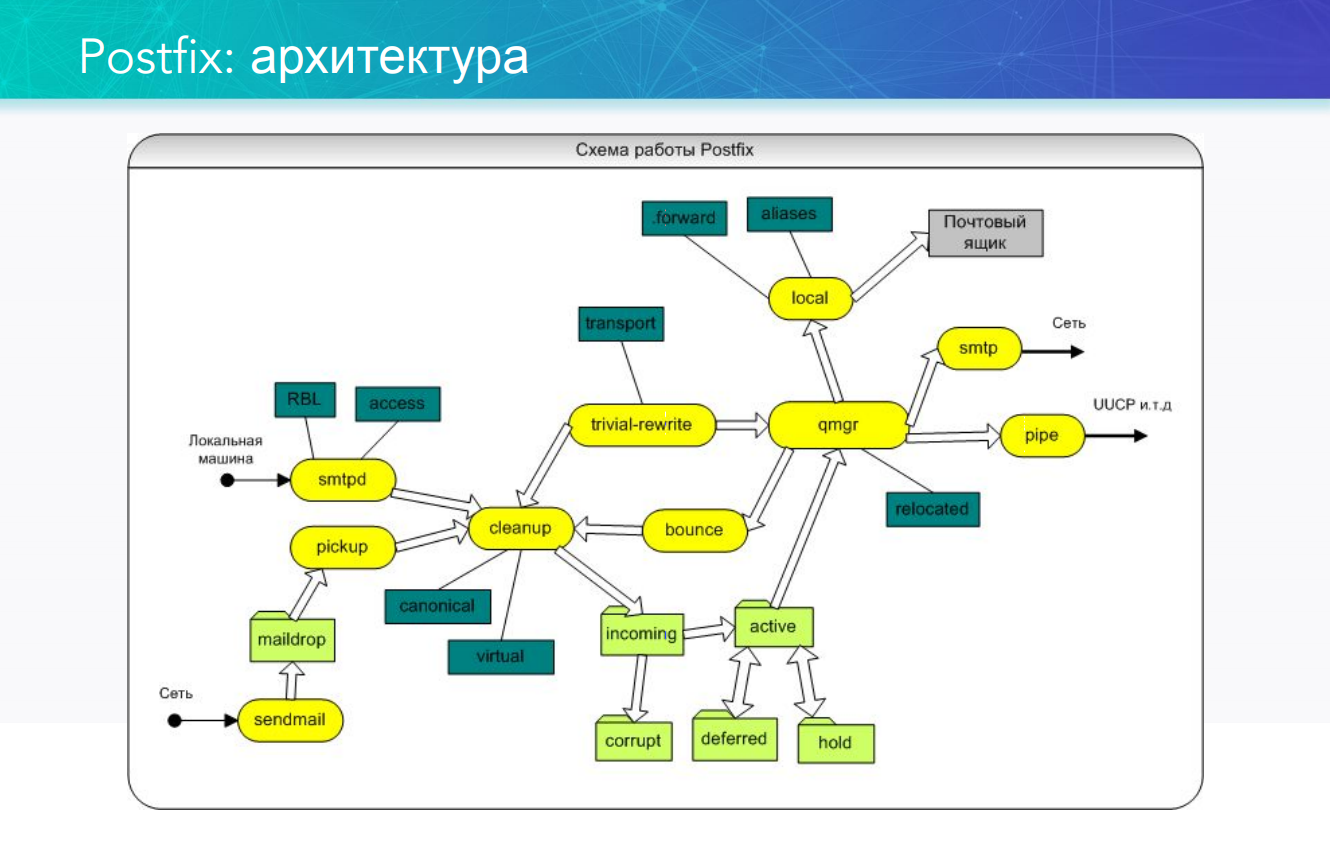 Postfix: архитектура
Схема работы Postfix
.forward
aliases
Почтовый
ящик
local
transport
Сеть
smtp
RBL
access
trivial-rewrite
qmgr
UUCP и.т.д
pipe
Локальная
машина
smtpd
relocated
cleanup
bounce
pickup
canonical
virtual
maildrop
incoming
active
Сеть
sendmail
corrupt
deferred
hold